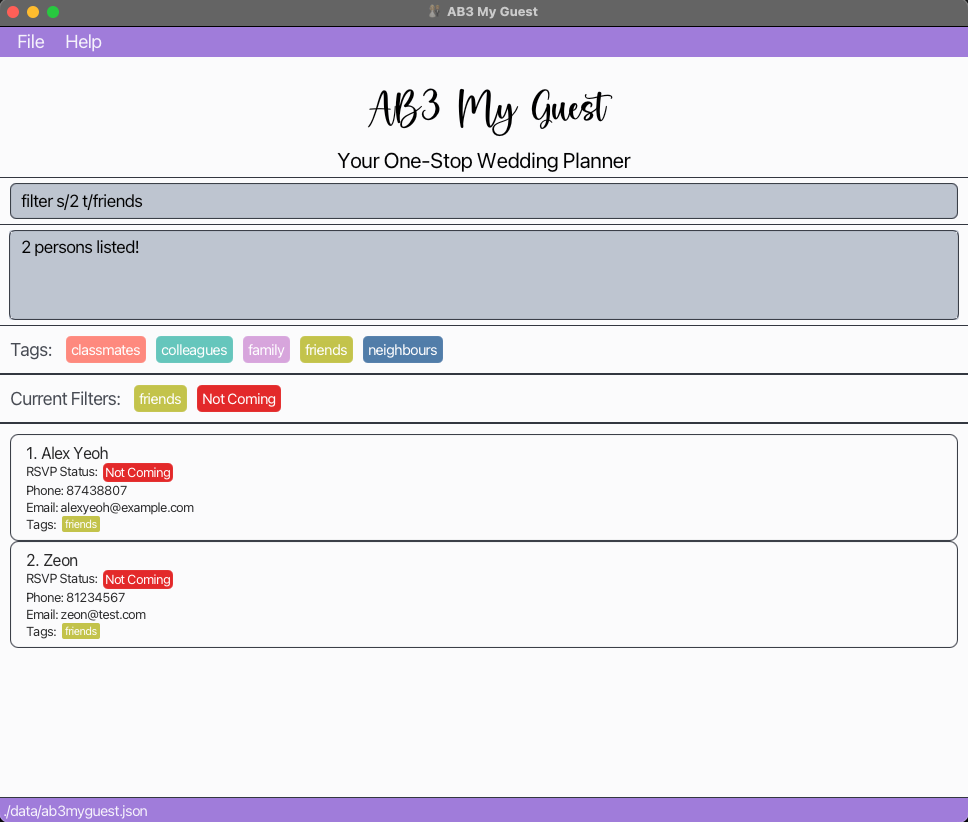 AB3 My Guest
File Help
AB3 My Guest
Your One-Stop Wedding Planner
filter s/2 t/friends
2 persons listed!
Tags: classmates colleagues family friends neighbours
Current Filters: friends Not Coming
1. Alex Yeoh
RSVP Status: Not Coming
Phone: 87438807
Email: alexyeoh@example.com
Tags: friends
2. Zeon
RSVP Status: Not Coming
Phone: 81234567
Email: zeon@test.com
Tags: friends
./data/ab3myguest.json